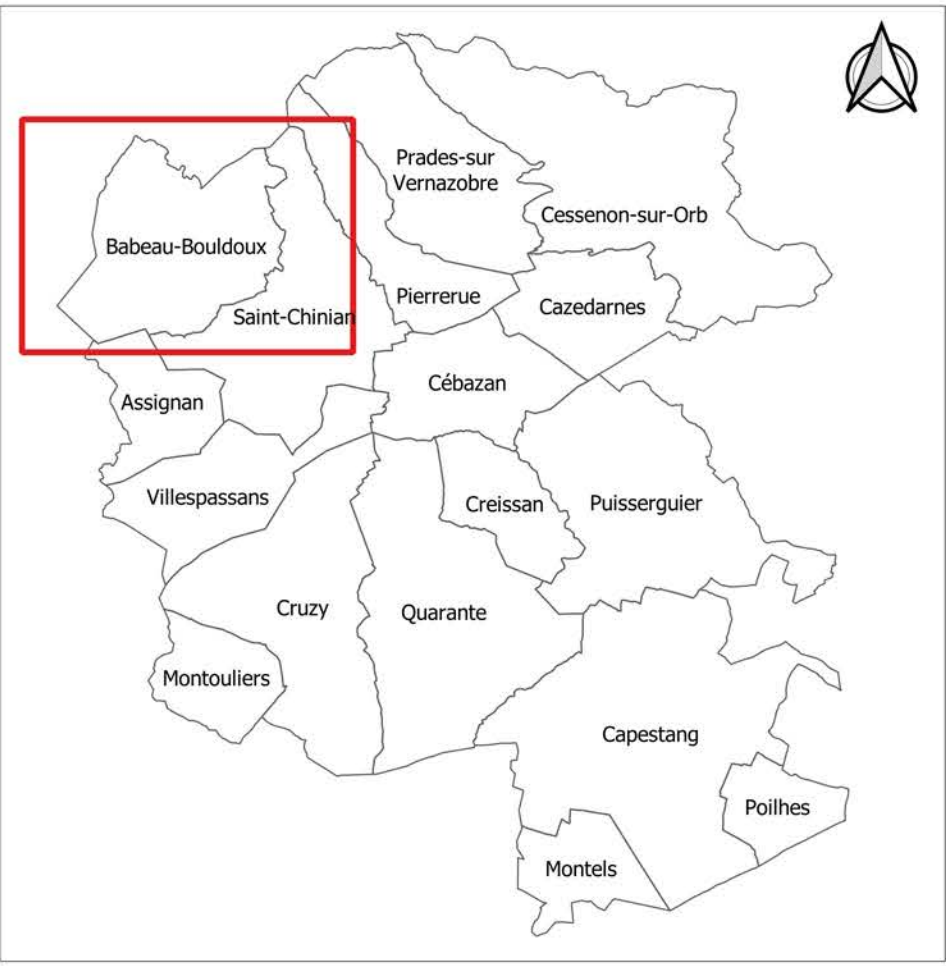 Prades-sur
Vernazobre
Cessenon-sur-Orb
Babeau-Bouldoux
Pierrerue
Cazedarnes
Saint-Chinian
Cébazan
Assignan
Villespassans
Creissan
Puisserguier
Cruzy
Quarante
Montouliers
Capestang
Poilhes
Montels